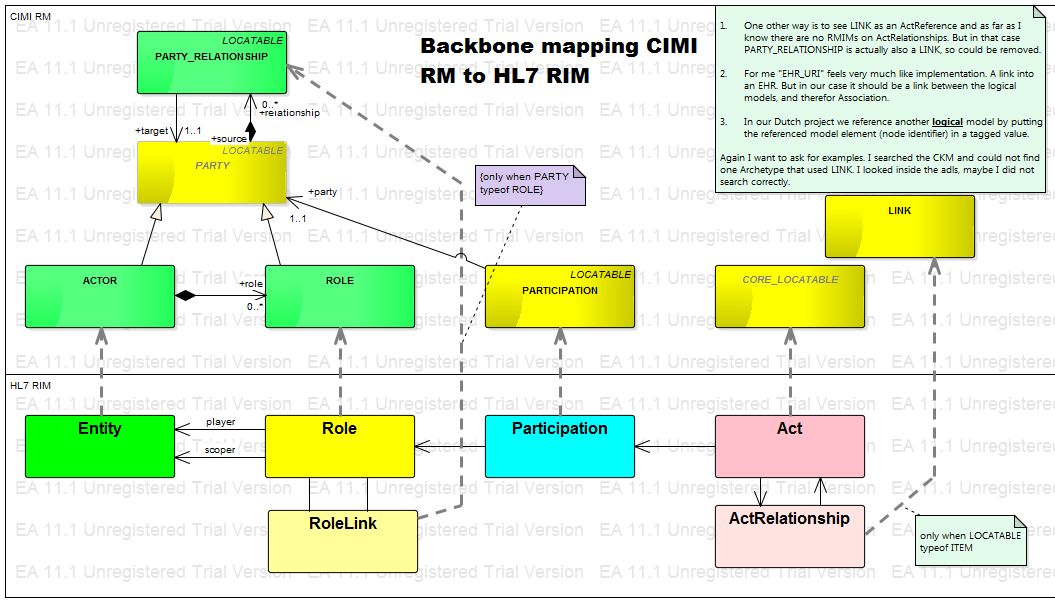 CIMI RM
EA 11.1 Unregistered Trial Version
Backbone mapping CIMI
RM to HL7 RIM
LOCATABLE
PARTY_RELATIONSHIP
0..*
+relationship
+target
1..1
+source
LOCATABLE
PARTY
+party
1..1
{only when PARTY
typeof ROLE}
1. One other way is to see LINK as an ActReference and as far as I
know there are no RMIMs on ActRelationships. But in that case
PARTY_RELATIONSHIP is actually also a LINK, so could be removed.
2. For me "EHR_URI" feels very much like implementation. A link into
an EHR. But in our case it should be a link between the logical
models, and therefor Association.
3. In our Dutch project we reference another logical model by putting
the referenced model element (node identifier) in a tagged value.
Again I want to ask for examples. I searched the CKM and could not find
one Archetype that used LINK. I looked inside the adls, maybe I did not
search correctly.
LINK
ACTOR
+role
0..*
ROLE
LOCATABLE
PARTICIPATION
CORE_LOCATABLE
HL7 RIM
Entity
player
scoper
Role
Participation
Act
RoleLink
ActRelationship
only when LOCATABLE
typeof ITEM